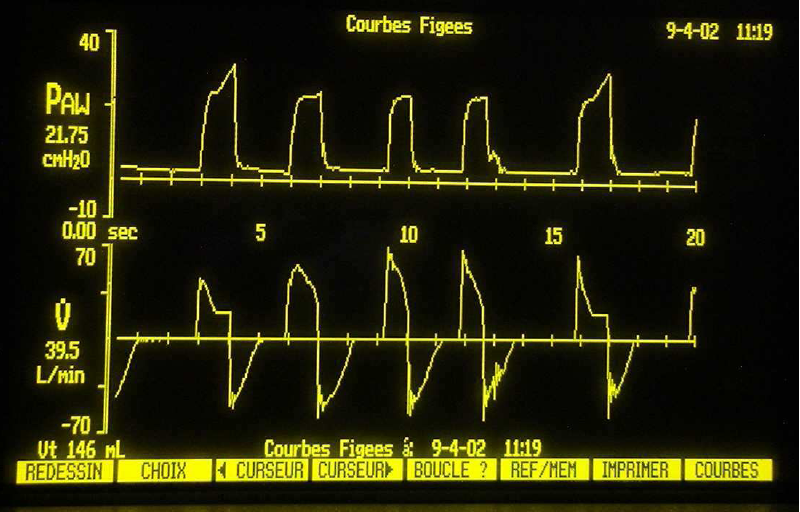 Courbes Figees
9-4-02 11:19
40
PAW
21.75
cmH2O
-10
0.00 sec 5 10 15 20
70
V̇
39.5
L/min
-70
Vt 146 mL
Courbes Figees à: 9-4-02 11:19
REDESSIN CHOIX ◀ CURSEUR CURSEUR▶ BOUCLE ? REF/MEM IMPRIMER COURBES